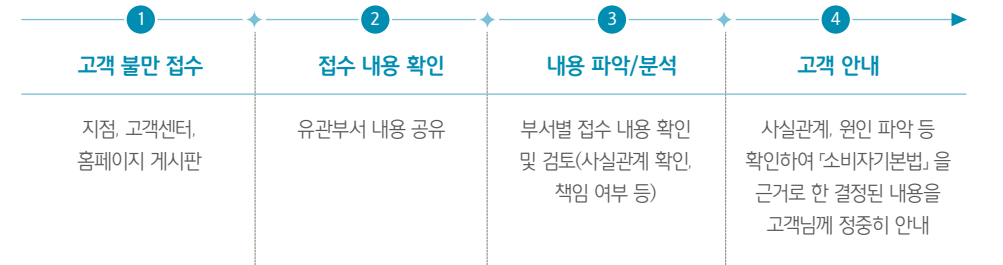 1
고객 불만 접수
지점, 고객센터,
홈페이지 게시판
2
접수 내용 확인
유관부서 내용 공유
3
내용 파악/분석
부서별 접수 내용 확인
및 검토(사실관계 확인,
책임 여부 등)
4
고객 안내
사실관계, 원인 파악 등
확인하여 「소비자기본법」 을
근거로 한 결정된 내용을
고객님께 정중히 안내